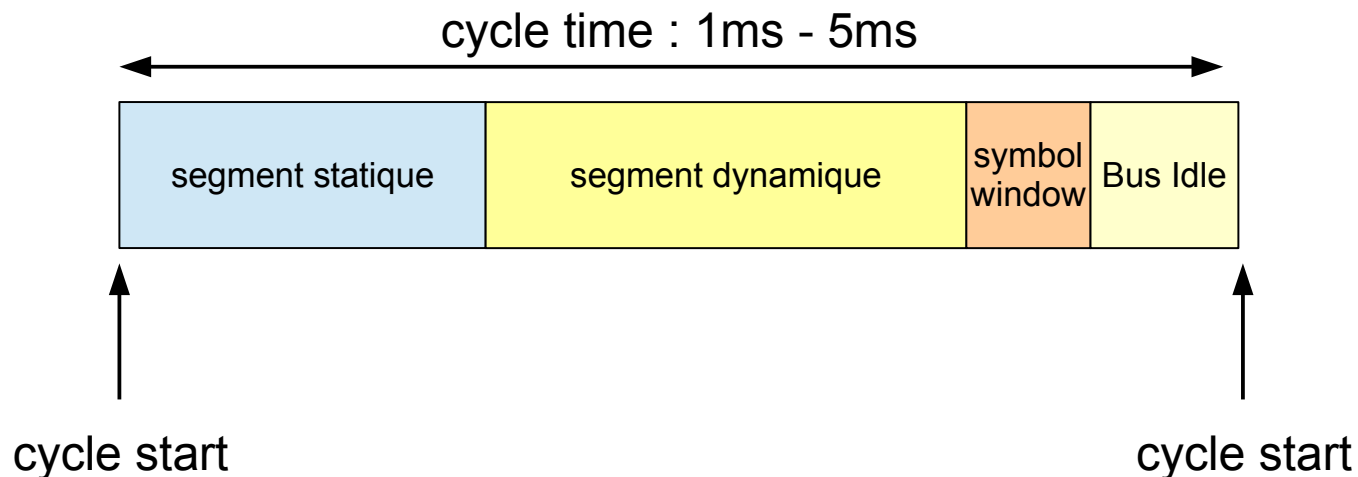 cycle time : 1ms - 5ms
segment statique
segment dynamique
symbol
window
Bus Idle
cycle start
cycle start